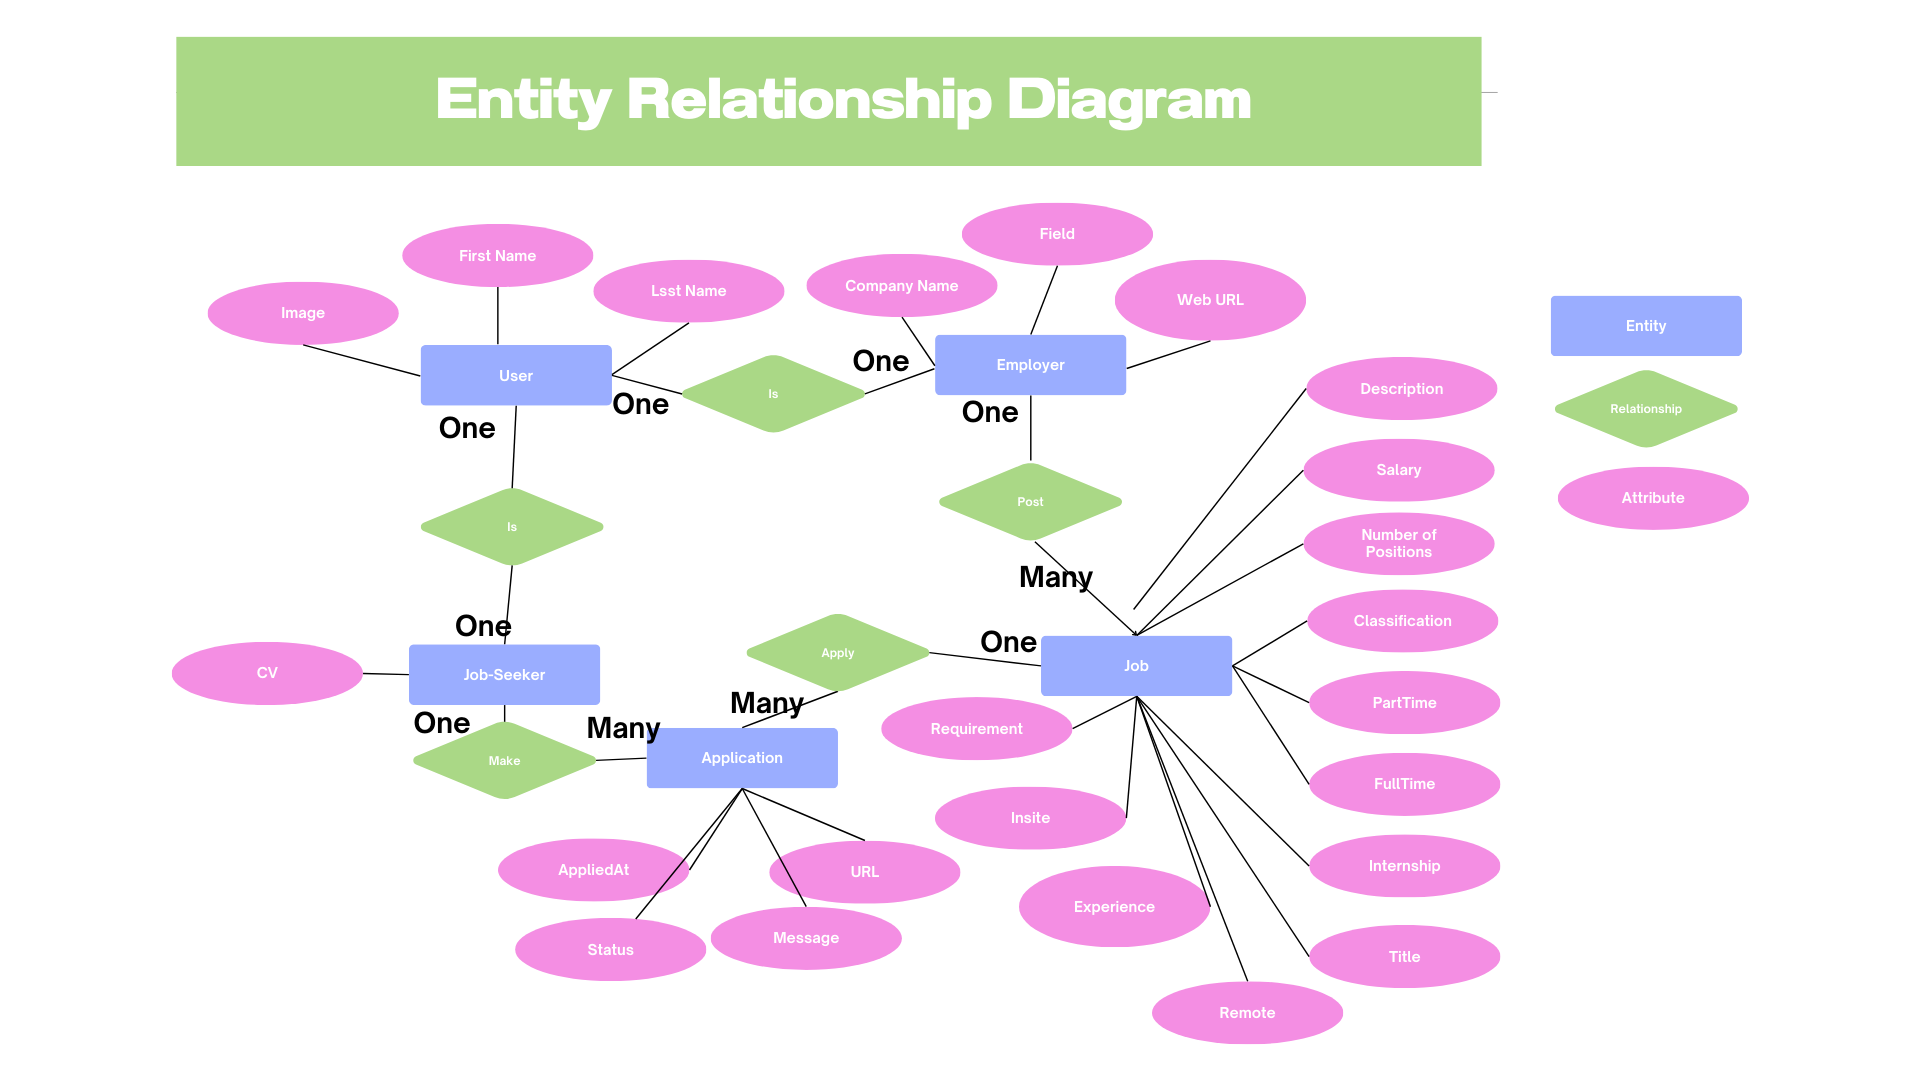 Entity Relationship Diagram
Field
First Name
Company Name
Lsst Name
Web URL
Image
Entity
One
Employer
User
Is
Description
One
One
Relationship
One
Salary
Attribute
Post
Is
Number of
Positions
Many
Classification
One
One
Apply
Job
CV
Job-Seeker
Many
PartTime
One
Many
Requirement
Make
Application
FullTime
Insite
AppliedAt
URL
Internship
Experience
Status
Message
Title
Remote